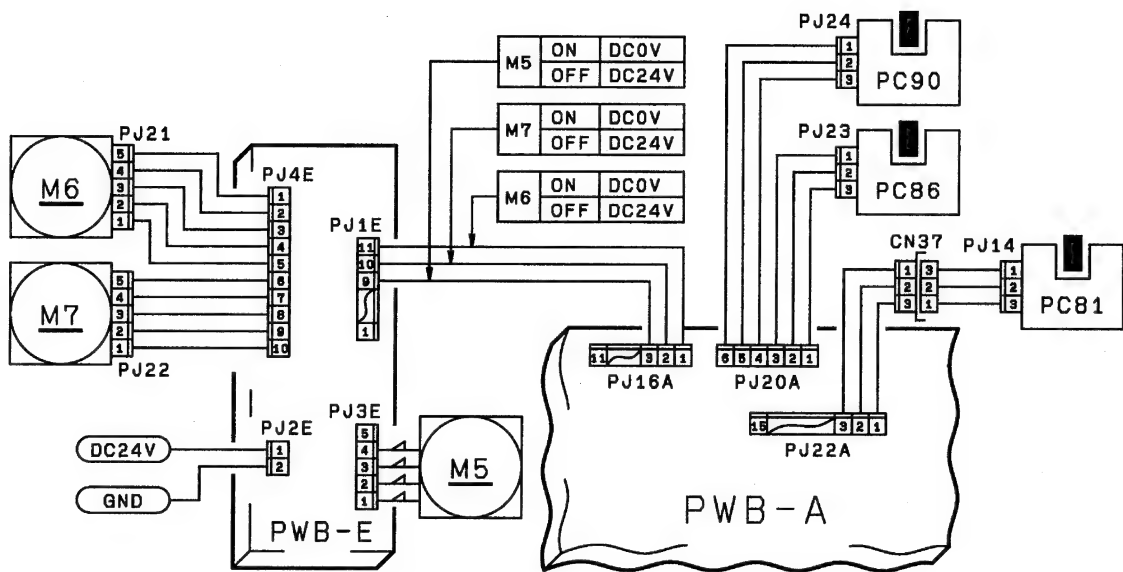 PJ24
1
2
3
PC90
M5 ON DC0V
OFF DC24V
M7 ON DC0V
OFF DC24V
M6 ON DC0V
OFF DC24V
PJ23
1
2
3
PC86
PJ21
5
4
3
2
1
M6
PJ4E
1
2
3
4
5
6
7
8
9
10
PJ1E
11
10
9
1
CN37
1 3
2 2
3 1
PJ14
1
2
3
PC81
5
4
3
2
1
M7
PJ22
11 3 2 1
PJ16A
6 5 4 3 2 1
PJ20A
15 3 2 1
PJ22A
PJ2E
1
2
DC24V
GND
PJ3E
5
4
3
2
1
M5
PWB-E
PWB-A